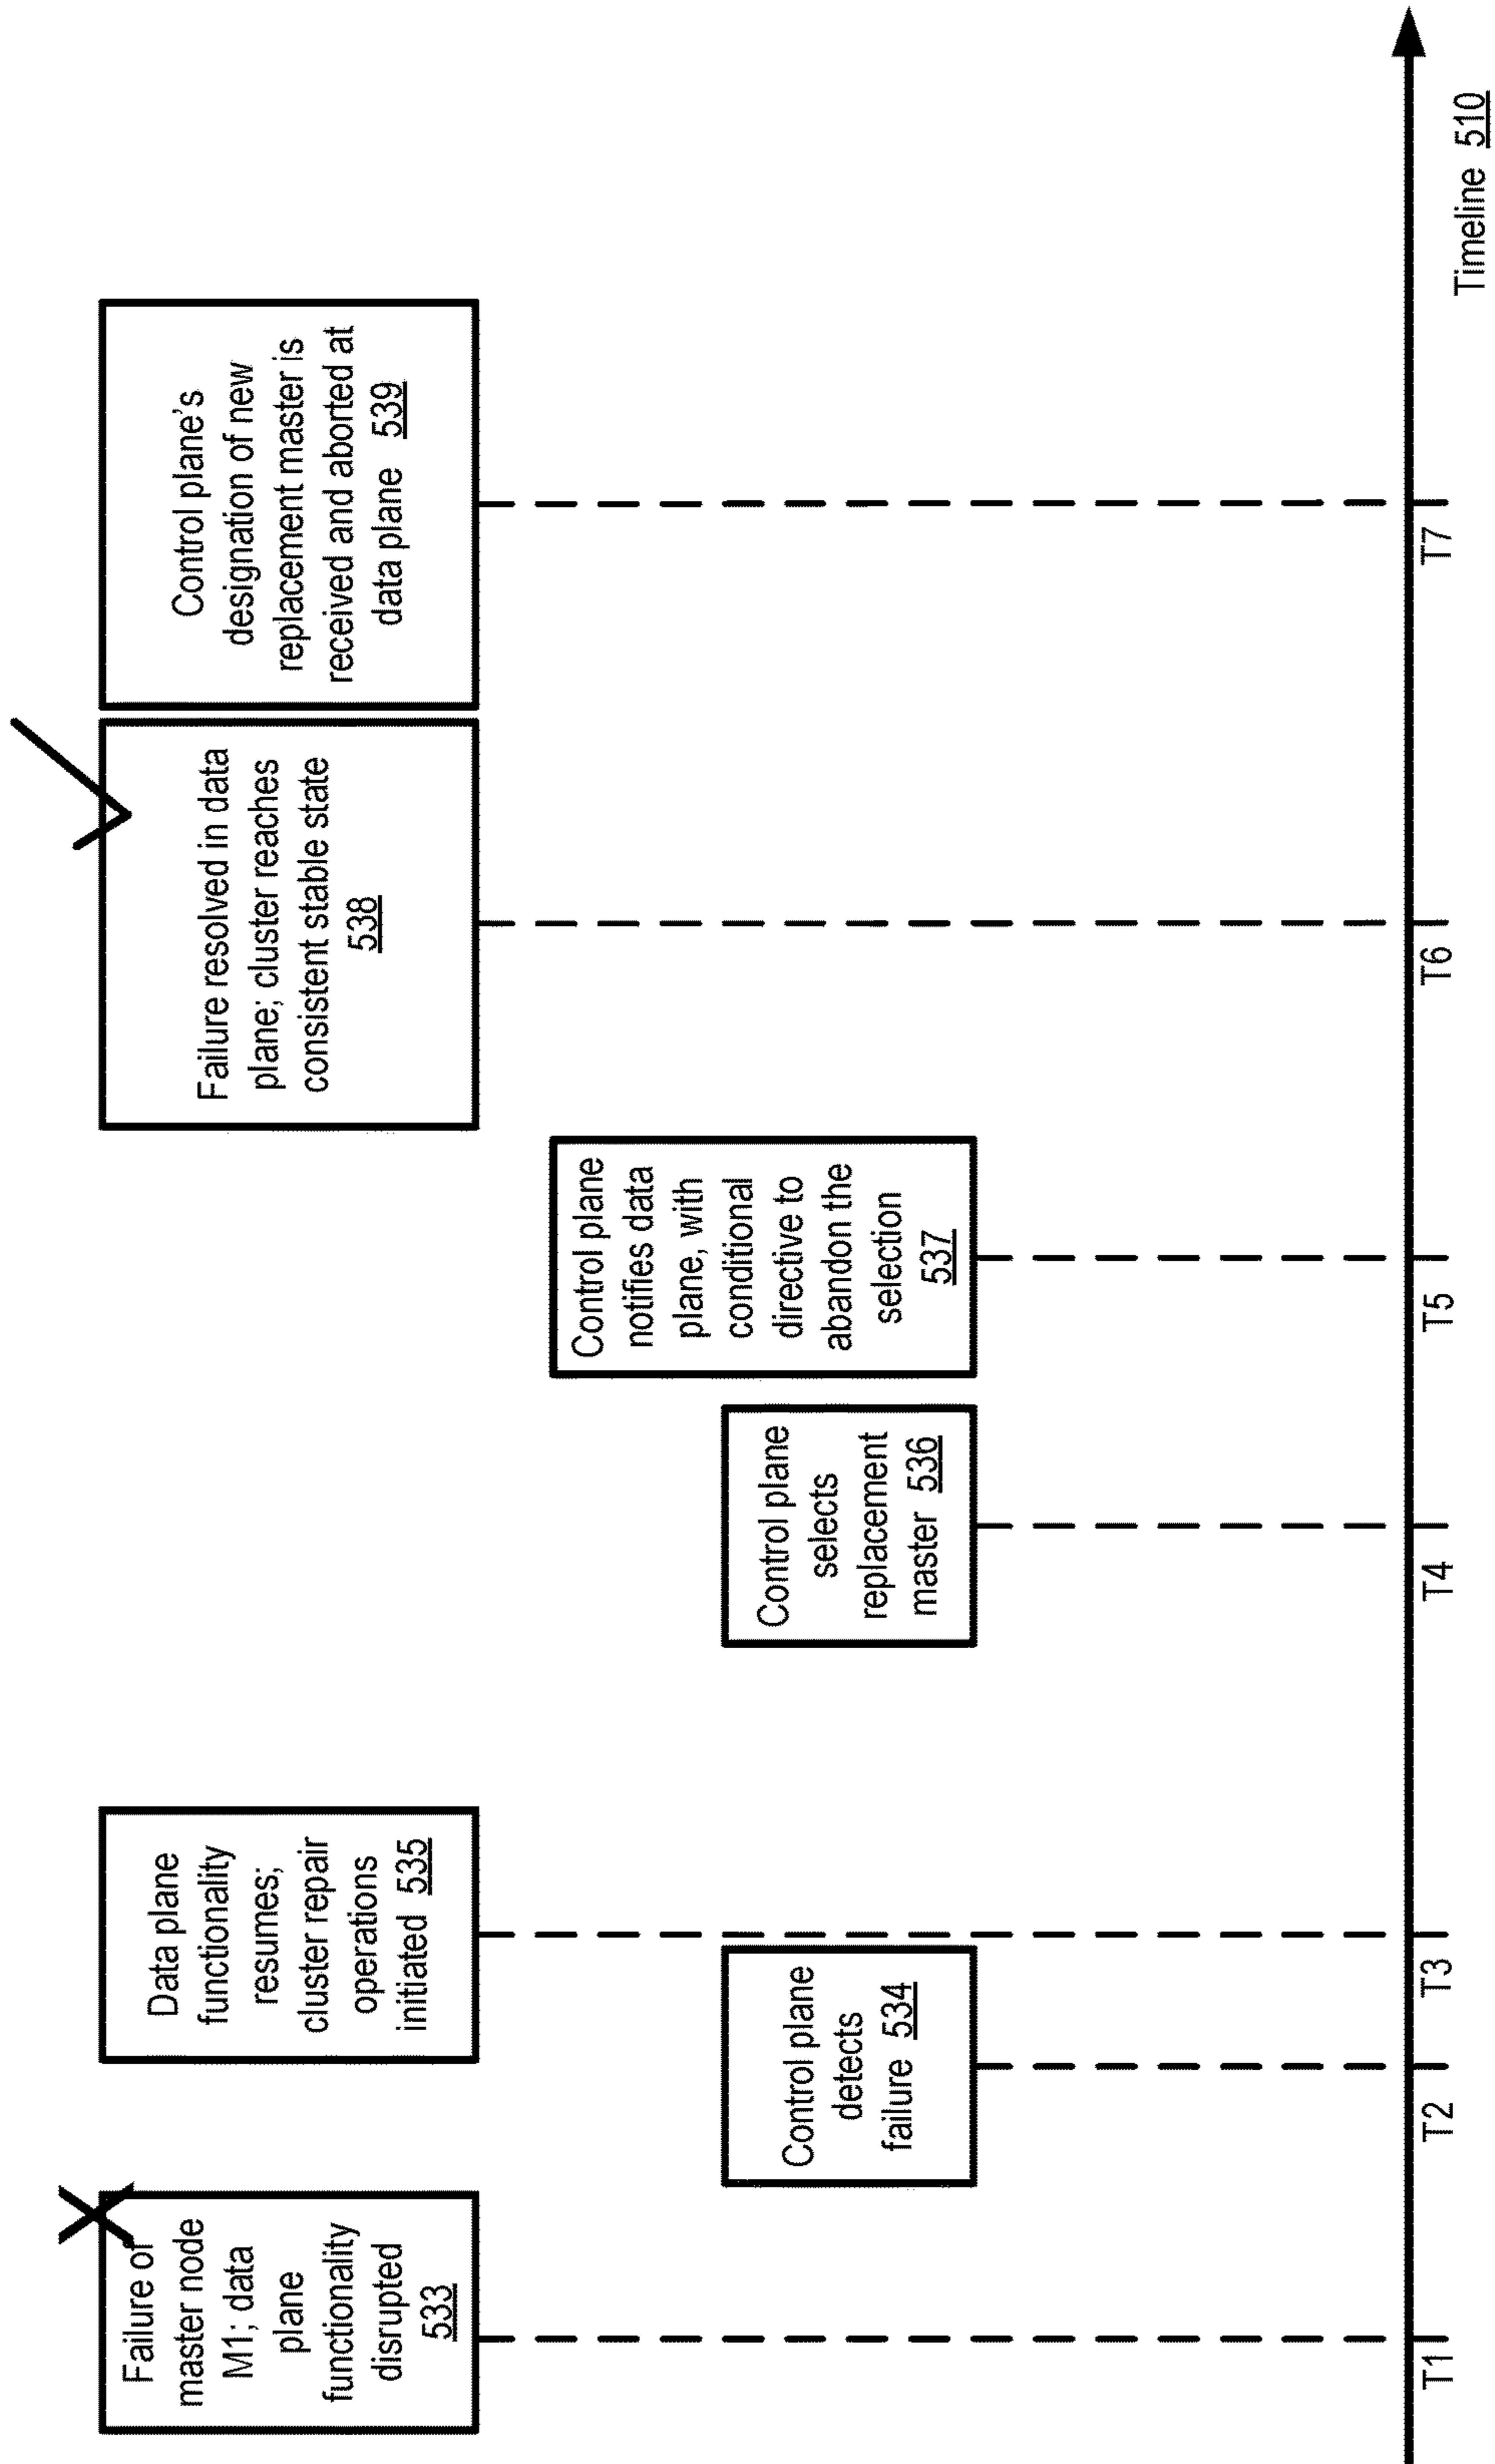 Failure of
master node
M1; data
plane
functionality
disrupted
533
Control plane
detects
failure 534
Data plane
functionality
resumes;
cluster repair
operations
initiated 535
Control plane
selects
replacement
master 536
Control plane
notifies data
plane, with
conditional
directive to
abandon the
selection
537
Failure resolved in data
plane; cluster reaches
consistent stable state
538
Control plane's
designation of new
replacement master is
received and aborted at
data plane 539
T1
T2
T3
T4
T5
T6
T7
Timeline 510